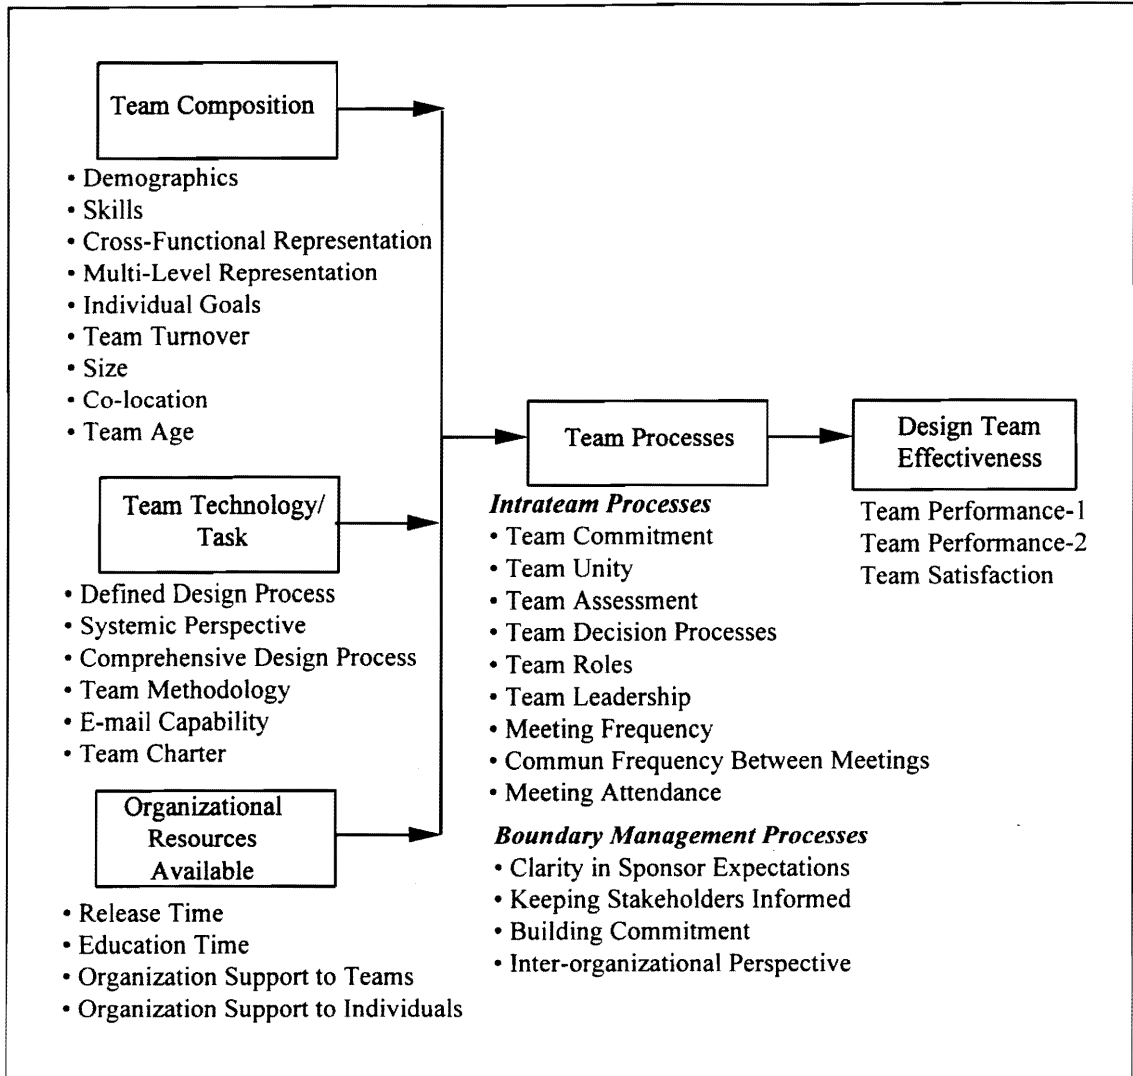 Team Composition
• Demographics
• Skills
• Cross-Functional Representation
• Multi-Level Representation
• Individual Goals
• Team Turnover
• Size
• Co-location
• Team Age
Team Technology/
Task
• Defined Design Process
• Systemic Perspective
• Comprehensive Design Process
• Team Methodology
• E-mail Capability
• Team Charter
Organizational
Resources
Available
• Release Time
• Education Time
• Organization Support to Teams
• Organization Support to Individuals
Team Processes
Intrateam Processes
• Team Commitment
• Team Unity
• Team Assessment
• Team Decision Processes
• Team Roles
• Team Leadership
• Meeting Frequency
• Commun Frequency Between Meetings
• Meeting Attendance
Boundary Management Processes
• Clarity in Sponsor Expectations
• Keeping Stakeholders Informed
• Building Commitment
• Inter-organizational Perspective
Design Team
Effectiveness
Team Performance-1
Team Performance-2
Team Satisfaction